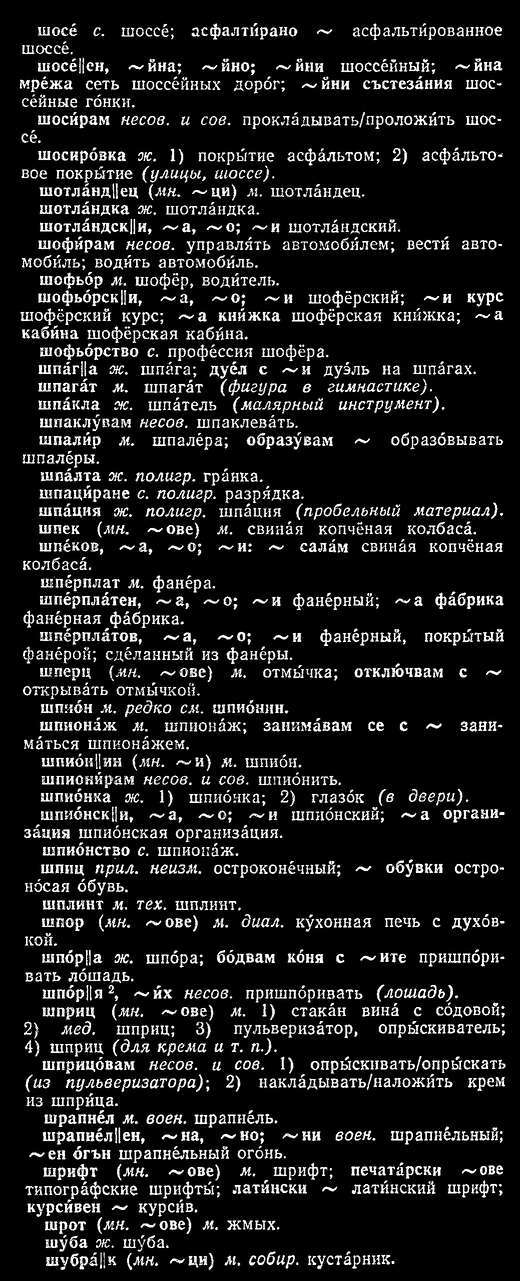 шосе́ с. шоссе́; асфалти́рано ~ асфальти́рованное
шоссе́.
шосе́||ен, ~йна; ~йно; ~йни шоссе́йный; ~йна
мре́жа сеть шоссе́йных доро́г; ~йни състеза́ния шос-
се́йные го́нки.
шоси́рам несов. и сов. прокла́дывать/проложи́ть шос-
се́.
шосиро́вка ж. 1) покры́тие асфа́льтом; 2) асфа́льто-
вое покры́тие (улицы, шоссе).
шотла́нд||ец (мн. ~ци) м. шотла́ндец.
шотла́ндка ж. шотла́ндка.
шотла́ндск||и, ~а, ~о; ~и шотла́ндский.
шофи́рам несов. управля́ть автомоби́лем; вести́ авто-
моби́ль; води́ть автомоби́ль.
шофьо́р м. шофёр, води́тель.
шофьо́рск||и, ~а, ~о; ~и шофёрский; ~и курс
шофёрский курс; ~а кни́жка шофёрская кни́жка; ~а
каби́на шофёрская каби́на.
шофьо́рство с. профе́ссия шофёра.
шпа́г||а ж. шпа́га; дуе́л с ~и дуэ́ль на шпа́гах.
шпага́т м. шпага́т (фигура в гимнастике).
шпа́кла ж. шпа́тель (малярный инструмент).
шпаклу́вам несов. шпаклева́ть.
шпали́р м. шпале́ра; образу́вам ~ образо́вывать
шпале́ры.
шпа́лта ж. полигр. гра́нка.
шпаци́ране с. полигр. разря́дка.
шпа́ция ж. полигр. шпа́ция (пробельный материал).
шпек (мн. ~ове) м. свина́я копчёная колбаса́.
шпе́ков, ~а, ~о; ~и: ~ сала́м свина́я копчёная
колбаса́.
шпе́рплат м. фане́ра.
шпе́рпла́тен, ~а, ~о; ~и фане́рный; ~а фа́брика
фане́рная фа́брика.
шпе́рпла́тов, ~а, ~о; ~и фане́рный, покры́тый
фане́рой; сде́ланный из фане́ры.
шперц (мн. ~ове) м. отмы́чка; отклю́чвам с ~
открыва́ть отмы́чкой.
шпио́н м. редко см. шпио́нин.
шпиона́ж м. шпиона́ж; занима́вам се с ~ зани-
ма́ться шпиона́жем.
шпио́н||ин (мн. ~и) м. шпио́н.
шпиони́рам несов. и сов. шпио́нить.
шпио́нка ж. 1) шпио́нка; 2) глазо́к (в двери).
шпио́нск||и, ~а, ~о; ~и шпио́нский; ~а органи-
за́ция шпио́нская организа́ция.
шпио́нство с. шпиона́ж.
шпиц прил. неизм. остроконе́чный; ~ обу́вки остро-
но́сая о́бувь.
шплинт м. тех. шплинт.
шпор (мн. ~ове) м. диал. ку́хонная печь с духо́в-
кой.
шпо́р||а ж. шпо́ра; бо́двам ко́ня с ~ите пришпо́ри-
вать ло́шадь.
шпо́р||я², ~их несов. пришпо́ривать (лошадь).
шприц (мн. ~ове) м. 1) стака́н вина́ с со́довой;
2) мед. шприц; 3) пульвериза́тор, опры́скиватель;
4) шприц (для крема и т. п.).
шприцо́вам несов. и сов. 1) опры́скивать/опры́скать
(из пульверизатора); 2) накла́дывать/наложи́ть крем
из шпри́ца.
шрапне́л м. воен. шрапне́ль.
шрапне́л||ен, ~на, ~но; ~ни воен. шрапне́льный;
~ен о́гън шрапне́льный ого́нь.
шрифт (мн. ~ове) м. шрифт; печата́рски ~ове
типогра́фские шрифты́; лати́нски ~ лати́нский шрифт;
курси́вен ~ курси́в.
шрот (мн. ~ове) м. жмых.
шу́ба ж. шу́ба.
шубра́||к (мн. ~ци) м. собир. куста́рник.